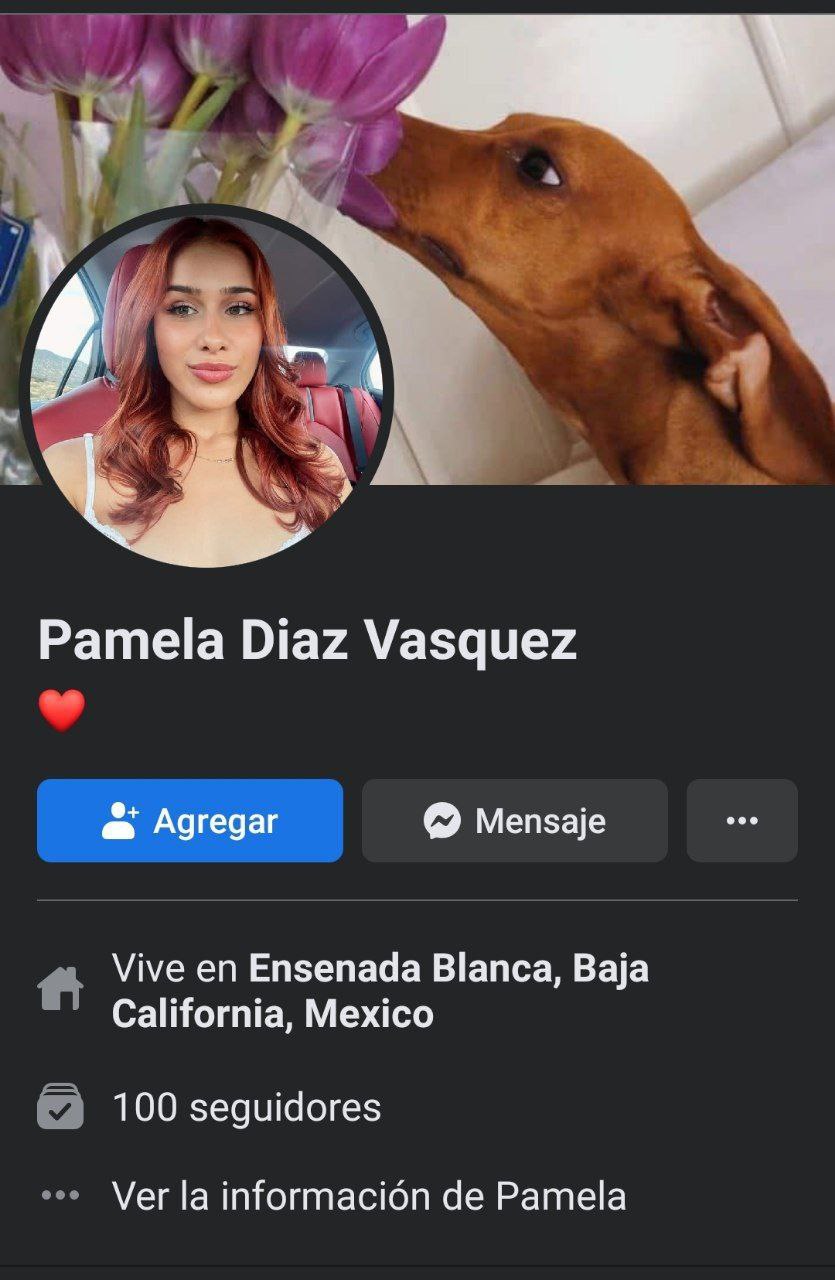 Pamela Diaz Vasquez
❤️
Agregar
Mensaje
Vive en Ensenada Blanca, Baja
California, Mexico
100 seguidores
Ver la información de Pamela